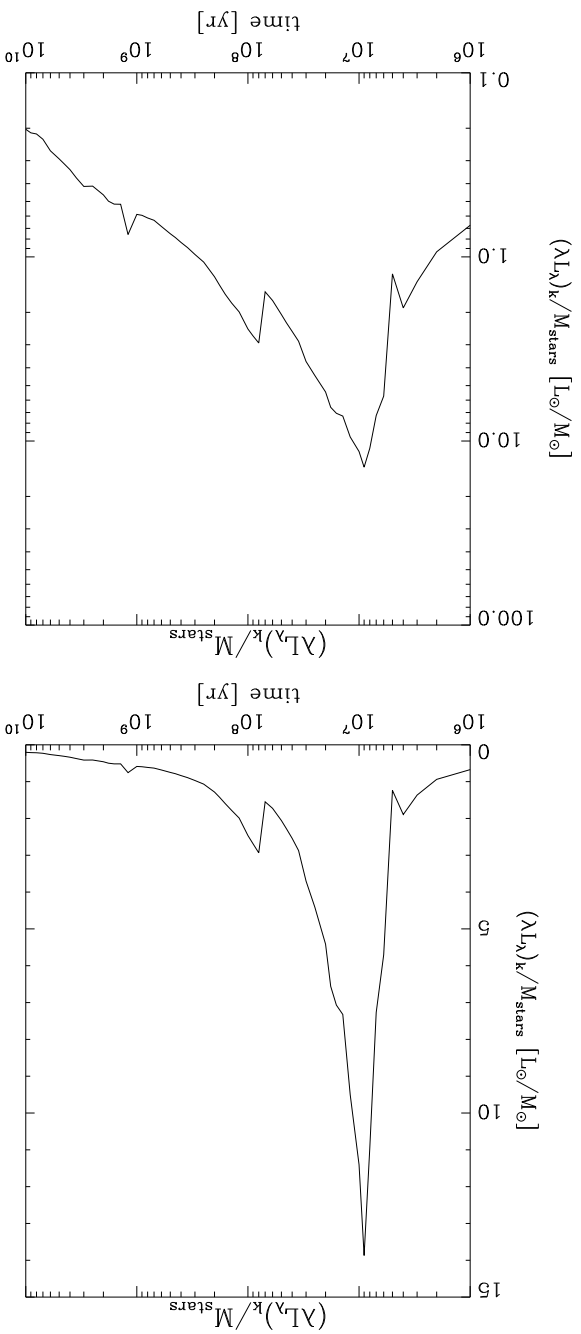 (λL_λ)_k/M_stars
15
10
5
0
(λL_λ)_k/M_stars [L_⊙/M_⊙]
10^6 10^7 10^8 10^9 10^10
time [yr]
(λL_λ)_k/M_stars
100.0
10.0
1.0
0.1
(λL_λ)_k/M_stars [L_⊙/M_⊙]
10^6 10^7 10^8 10^9 10^10
time [yr]